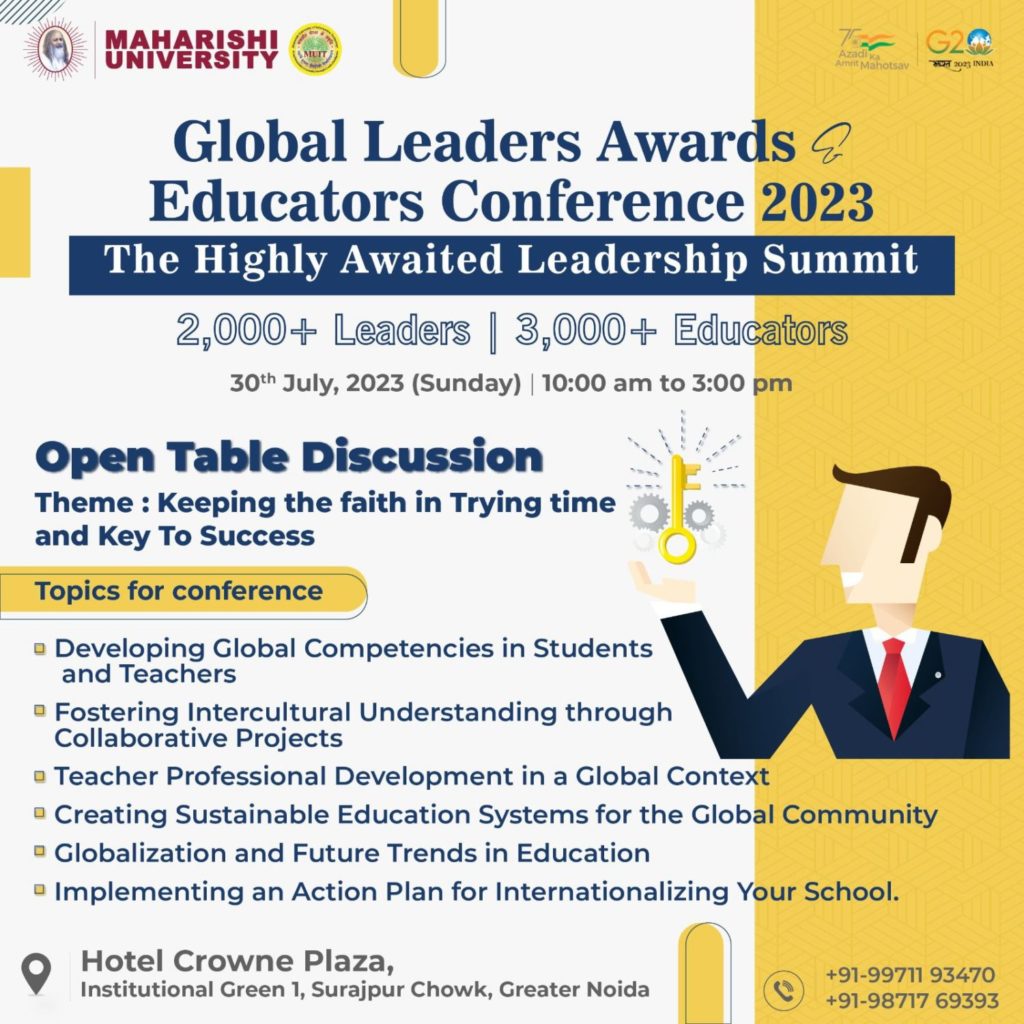 MAHARISHI
UNIVERSITY
MUIT
75
Azadi
Ka
Amrit Mahotsav
G20
भारत 2023 INDIA
Global Leaders Awards &
Educators Conference 2023
The Highly Awaited Leadership Summit
2,000+ Leaders | 3,000+ Educators
30th July, 2023 (Sunday) | 10:00 am to 3:00 pm
Open Table Discussion
Theme : Keeping the faith in Trying time
and Key To Success
Topics for conference
Developing Global Competencies in Students
and Teachers
Fostering Intercultural Understanding through
Collaborative Projects
Teacher Professional Development in a Global Context
Creating Sustainable Education Systems for the Global Community
Globalization and Future Trends in Education
Implementing an Action Plan for Internationalizing Your School.
Hotel Crowne Plaza,
Institutional Green 1, Surajpur Chowk, Greater Noida
+91-99711 93470
+91-98717 69393